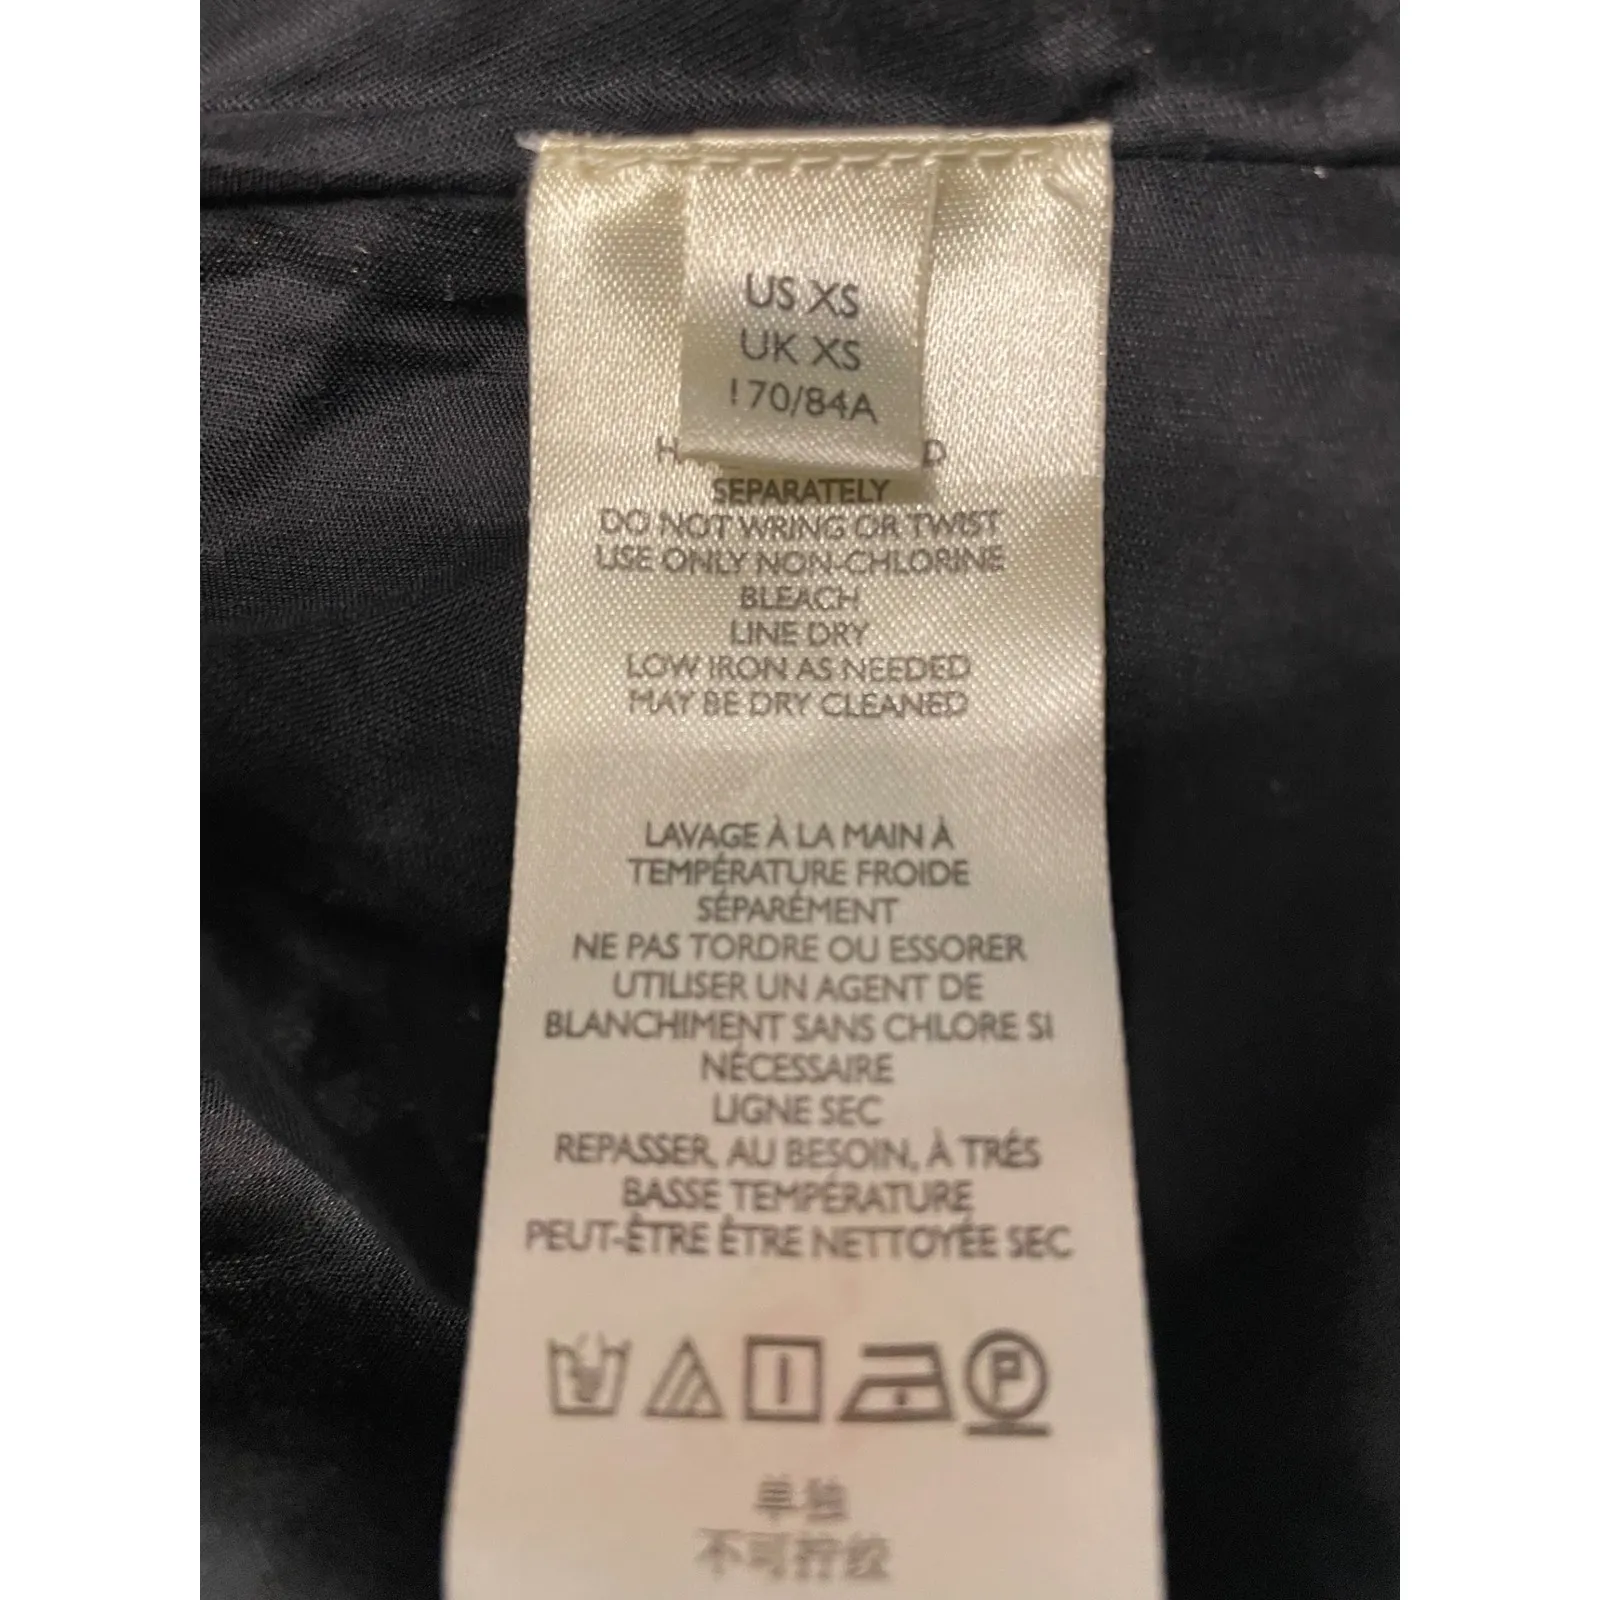 US XS
UK XS
170/84A
SEPARATELY
DO NOT WRING OR TWIST
USE ONLY NON-CHLORINE
BLEACH
LINE DRY
LOW IRON AS NEEDED
MAY BE DRY CLEANED
LAVAGE À LA MAIN À
TEMPÉRATURE FROIDE
SÉPARÉMENT
NE PAS TORDRE OU ESSORER
UTILISER UN AGENT DE
BLANCHIMENT SANS CHLORE SI
NÉCESSAIRE
LIGNE SEC
REPASSER, AU BESOIN, À TRÉS
BASSE TEMPÉRATURE
PEUT-ÊTRE ÊTRE NETTOYÉE SEC
P
单独
不可拧绞